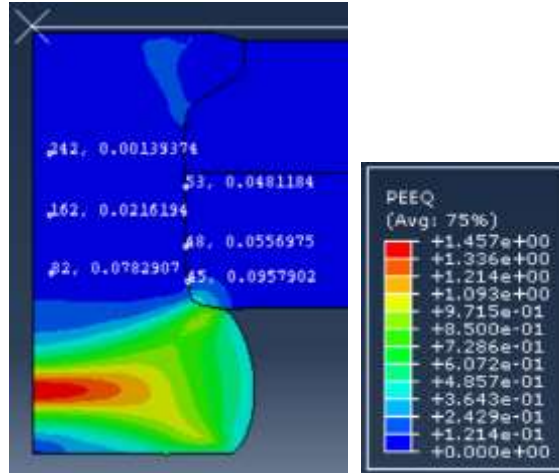 242, 0.00139374
53, 0.0481184
162, 0.0216194
48, 0.0556975
82, 0.0782907
45, 0.0957902
PEEQ
(Avg: 75%)
+1.457e+00
+1.336e+00
+1.214e+00
+1.093e+00
+9.715e-01
+8.500e-01
+7.286e-01
+6.072e-01
+4.857e-01
+3.643e-01
+2.429e-01
+1.214e-01
+0.000e+00